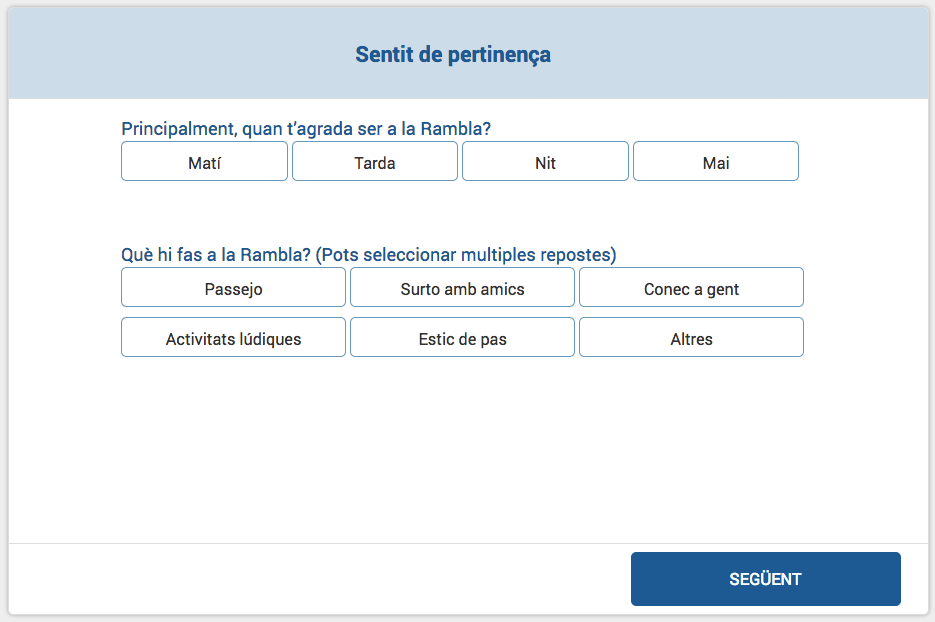 Sentit de pertinença
Principalment, quan t’agrada ser a la Rambla?
Matí Tarda Nit Mai
Què hi fas a la Rambla? (Pots seleccionar multiples repostes)
Passejo Surto amb amics Conec a gent
Activitats lúdiques Estic de pas Altres
SEGÜENT